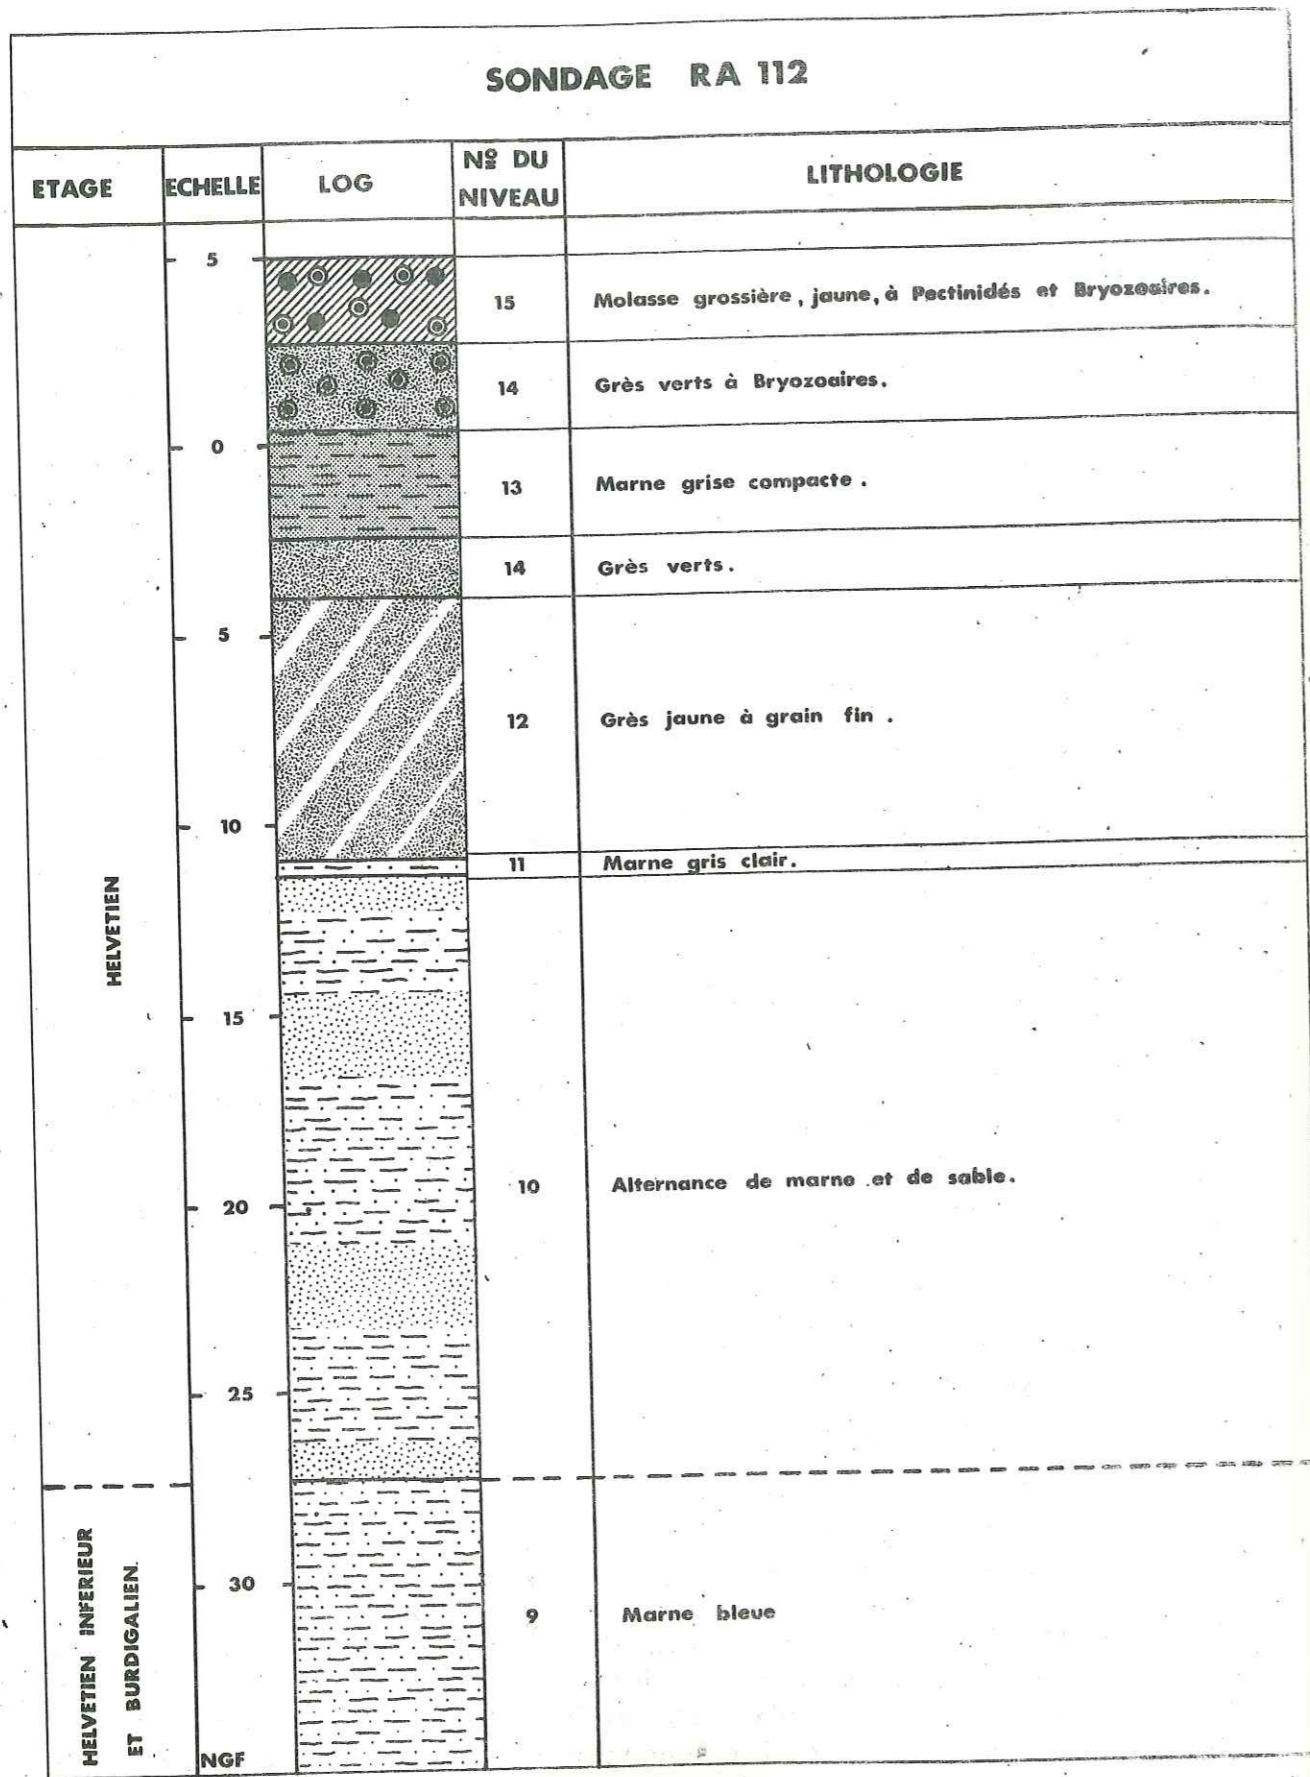 SONDAGE RA 112
ETAGE
ECHELLE
LOG
Nº DU
NIVEAU
LITHOLOGIE
5
15
Molasse grossière, jaune, à Pectinidés et Bryozoaires.
14
Grès verts à Bryozoaires.
0
13
Marne grise compacte.
14
Grès verts.
5
12
Grès jaune à grain fin.
10
11
Marne gris clair.
HELVETIEN
15
10
Alternance de marne et de sable.
20
25
HELVETIEN INFERIEUR
ET BURDIGALIEN.
30
9
Marne bleue
NGF